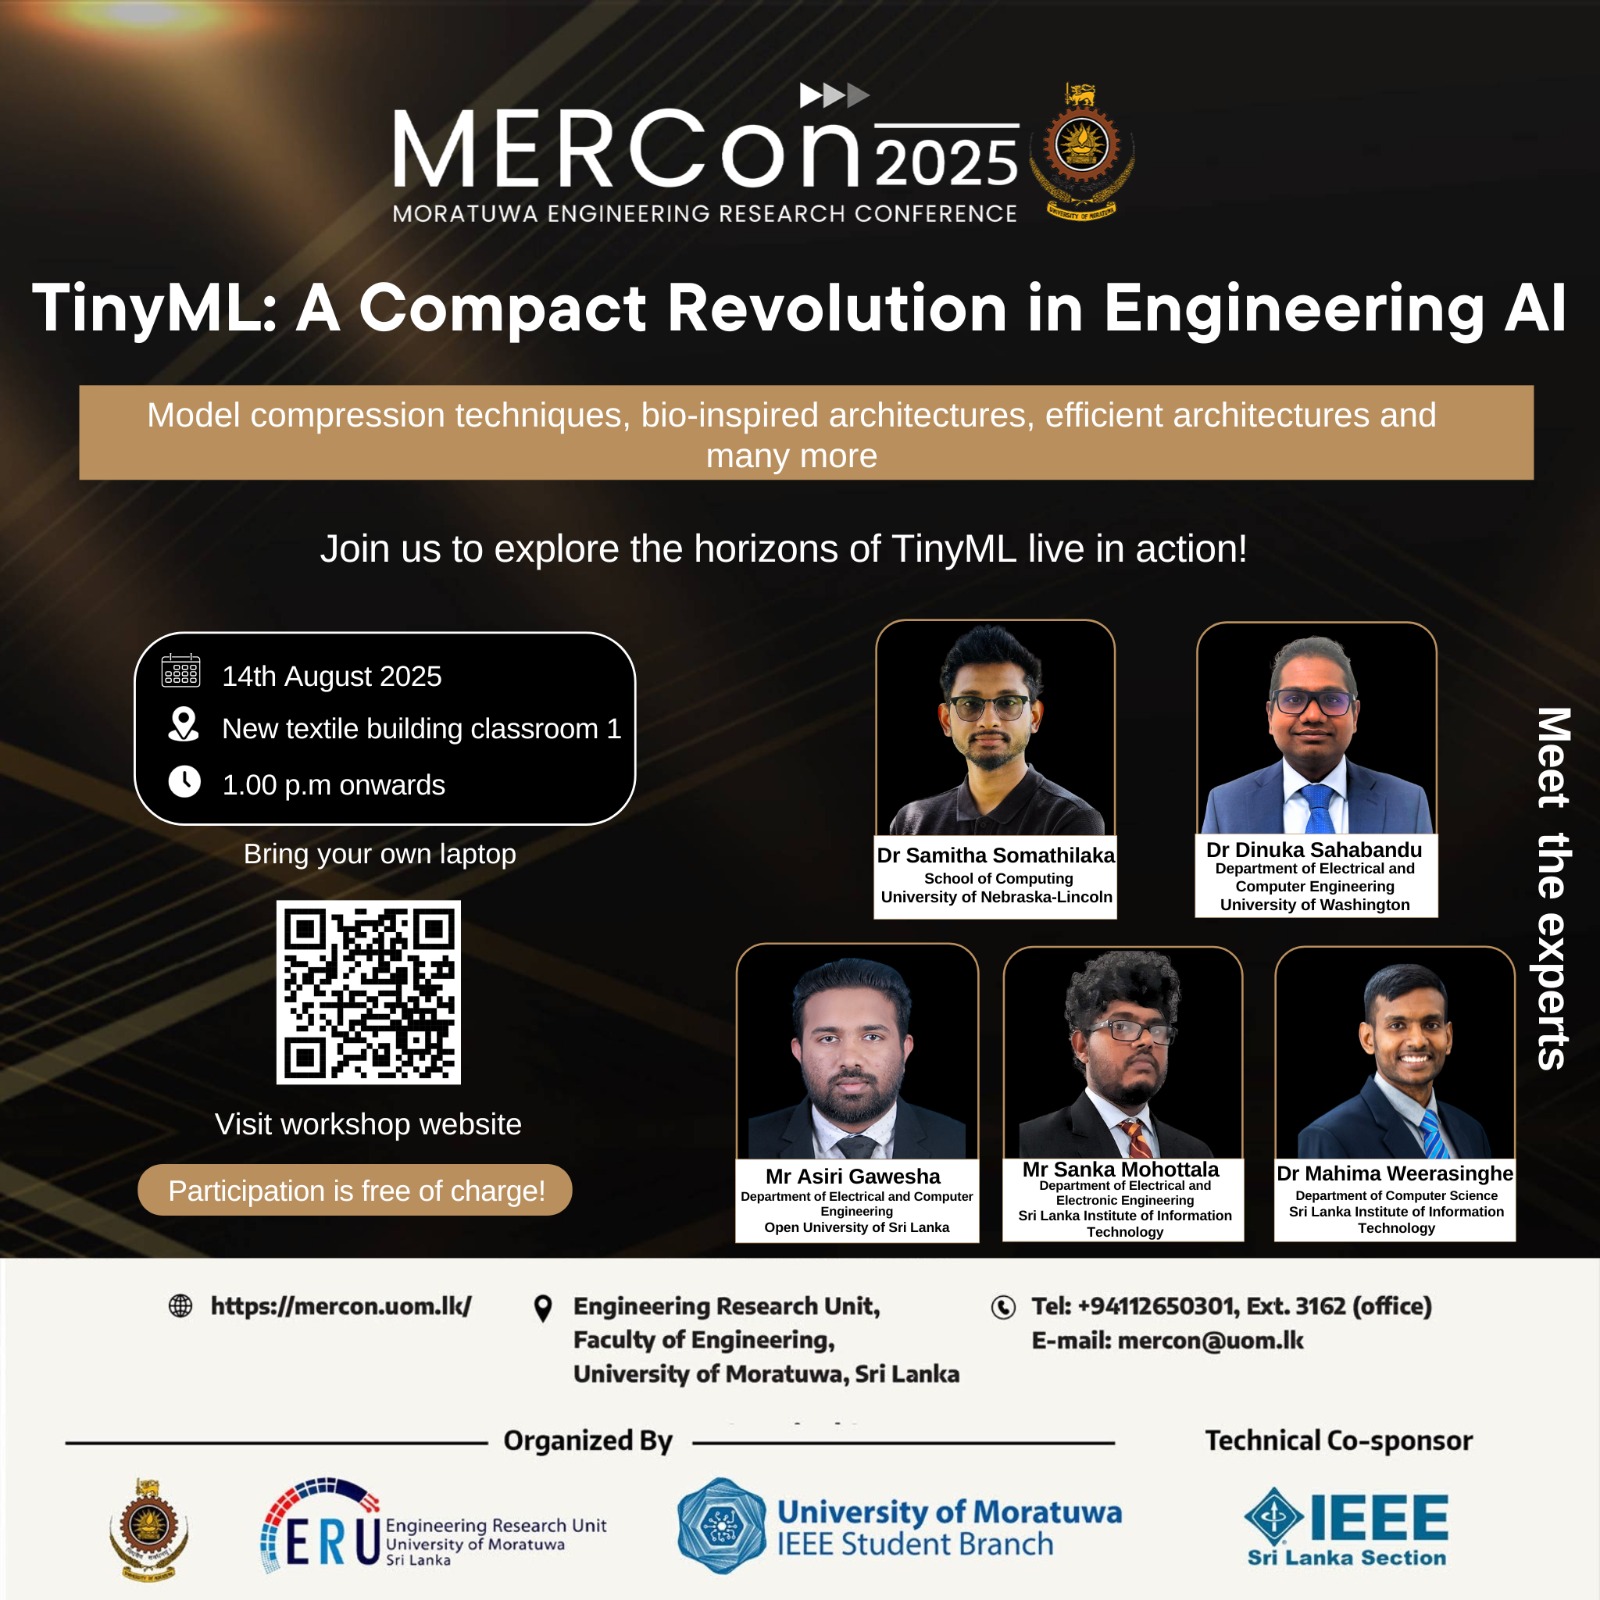 MERCon 2025
MORATUWA ENGINEERING RESEARCH CONFERENCE
UNIVERSITY OF MORATUWA
TinyML: A Compact Revolution in Engineering AI
Model compression techniques, bio-inspired architectures, efficient architectures and
many more
Join us to explore the horizons of TinyML live in action!
14th August 2025
New textile building classroom 1
1.00 p.m onwards
Bring your own laptop
Visit workshop website
Participation is free of charge!
Meet the experts
Dr Samitha Somathilaka
School of Computing
University of Nebraska-Lincoln
Dr Dinuka Sahabandu
Department of Electrical and
Computer Engineering
University of Washington
Mr Asiri Gawesha
Department of Electrical and Computer
Engineering
Open University of Sri Lanka
Mr Sanka Mohottala
Department of Electrical and
Electronic Engineering
Sri Lanka Institute of Information
Technology
Dr Mahima Weerasinghe
Department of Computer Science
Sri Lanka Institute of Information
Technology
https://mercon.uom.lk/
Engineering Research Unit,
Faculty of Engineering,
University of Moratuwa, Sri Lanka
Tel: +94112650301, Ext. 3162 (office)
E-mail: mercon@uom.lk
Organized By
Technical Co-sponsor
ERU
Engineering Research Unit
University of Moratuwa
Sri Lanka
University of Moratuwa
IEEE Student Branch
IEEE
Sri Lanka Section